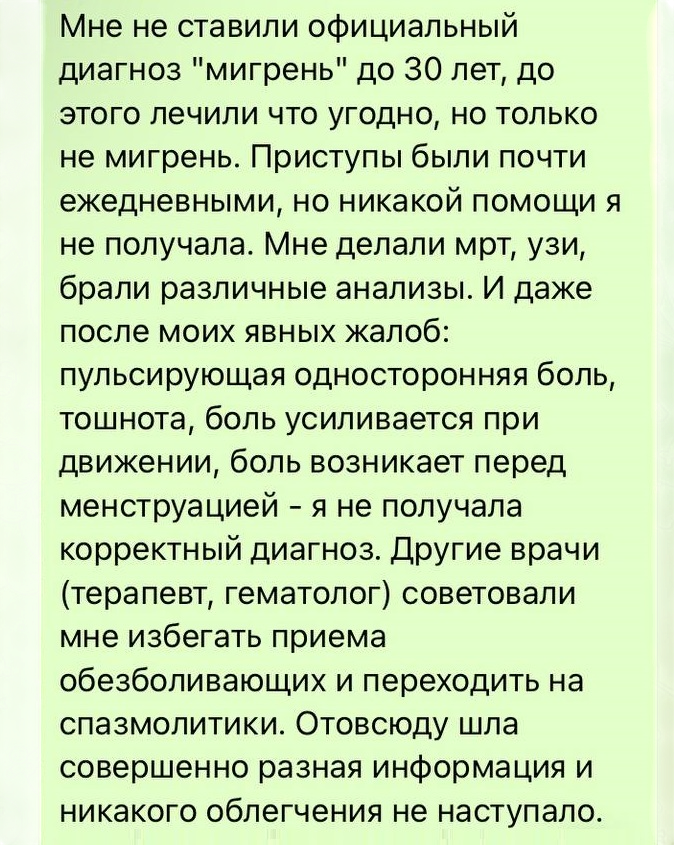 Мне не ставили официальный
диагноз "мигрень" до 30 лет, до
этого лечили что угодно, но только
не мигрень. Приступы были почти
ежедневными, но никакой помощи я
не получала. Мне делали мрт, узи,
брали различные анализы. И даже
после моих явных жалоб:
пульсирующая односторонняя боль,
тошнота, боль усиливается при
движении, боль возникает перед
менструацией - я не получала
корректный диагноз. Другие врачи
(терапевт, гематолог) советовали
мне избегать приема
обезболивающих и переходить на
спазмолитики. Отовсюду шла
совершенно разная информация и
никакого облегчения не наступало.